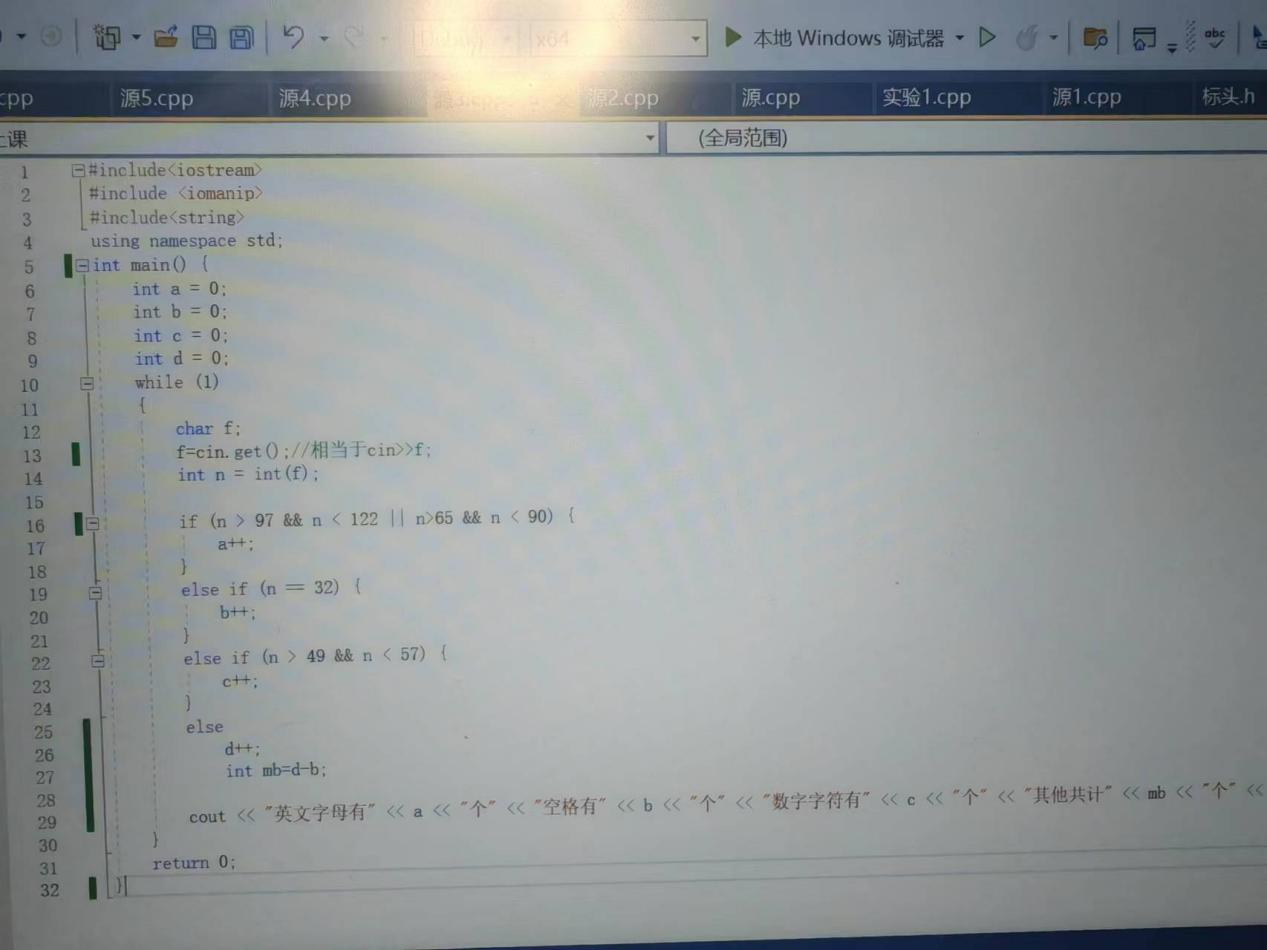 x64
本地 Windows 调试器
abc
cpp
源5.cpp
源4.cpp
源2.cpp
源.cpp
实验1.cpp
源1.cpp
标头.h
上课
(全局范围)
1 #include<iostream>
2 #include <iomanip>
3 #include<string>
4 using namespace std;
5 int main() {
6 int a = 0;
7 int b = 0;
8 int c = 0;
9 int d = 0;
10 while (1)
11 {
12 char f;
13 f=cin.get();//相当于cin>>f;
14 int n = int(f);
15
16 if (n > 97 && n < 122 || n>65 && n < 90) {
17 a++;
18 }
19 else if (n == 32) {
20 b++;
21 }
22 else if (n > 49 && n < 57) {
23 c++;
24 }
25 else
26 d++;
27 int mb=d-b;
28
29 cout << "英文字母有" << a << "个" << "空格有" << b << "个" << "数字字符有" << c << "个" << "其他共计" << mb << "个" <<
30 }
31 return 0;
32 }